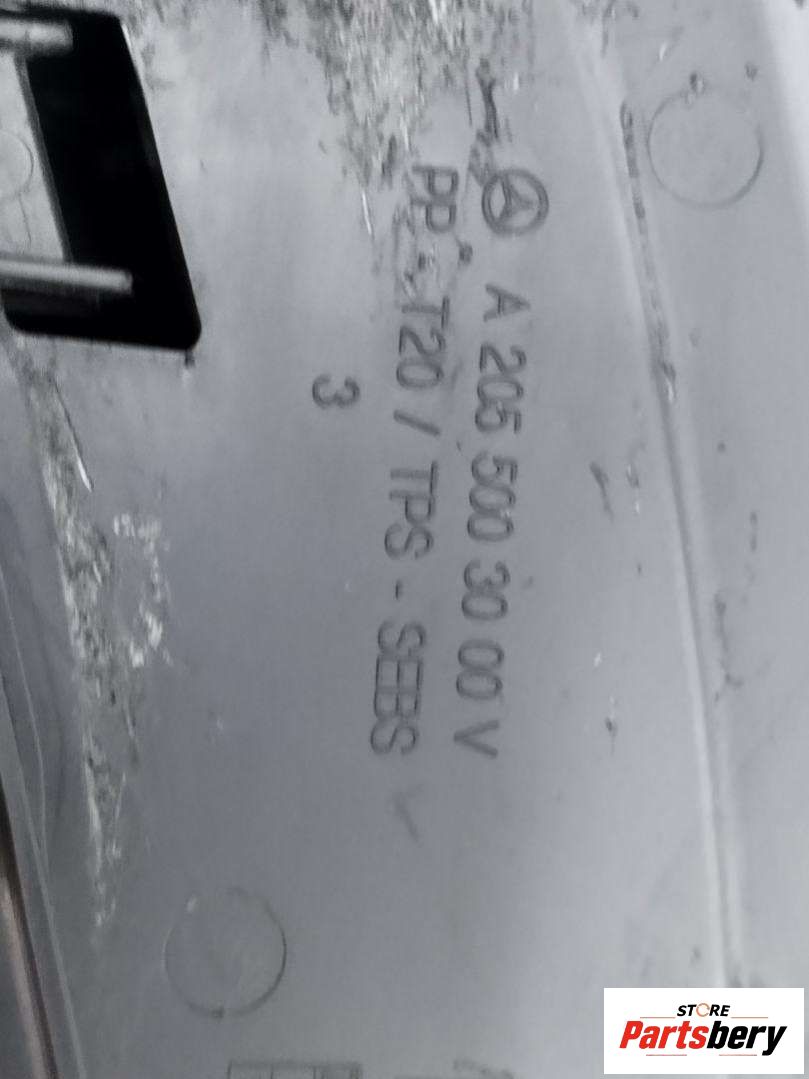 A 205 500 30 00 V
PP - T20 / TPS - SEBS
3
STORE
Partsbery